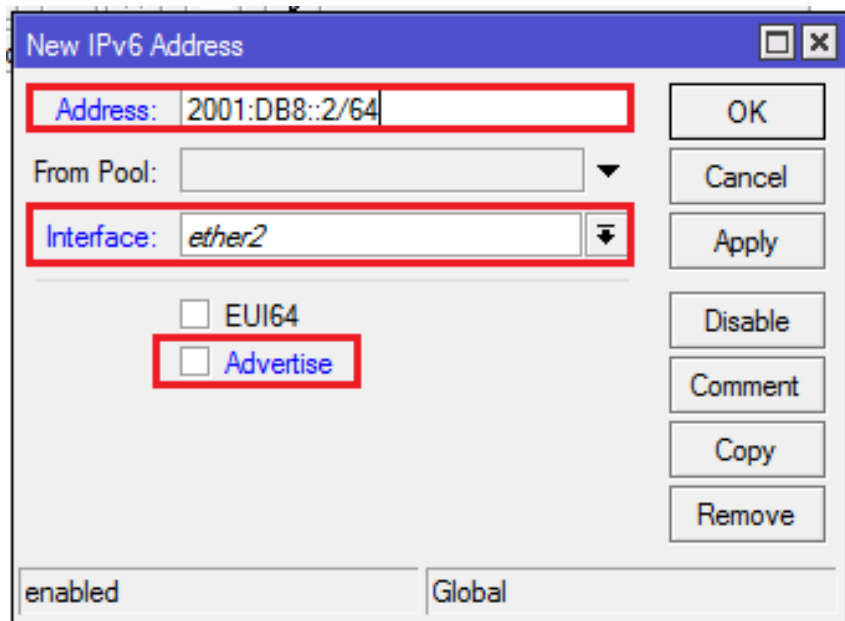 New IPv6 Address
Address: 2001:DB8::2/64
OK
From Pool:
Cancel
Interface: ether2
Apply
EUI64
Disable
Advertise
Comment
Copy
Remove
enabled Global